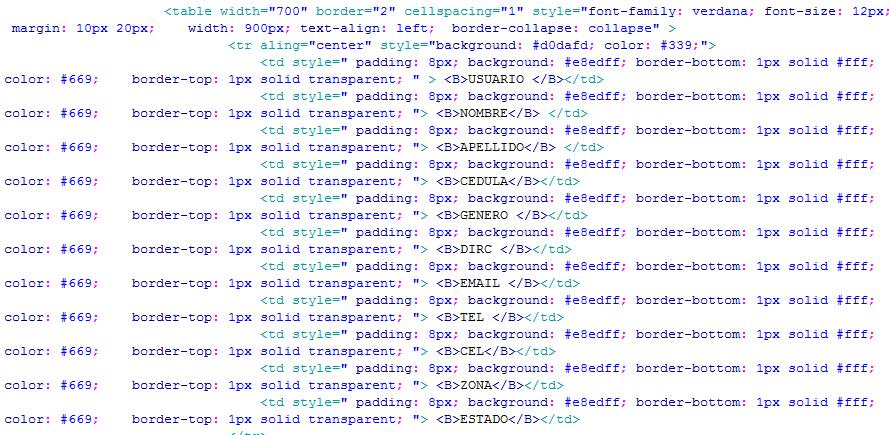 <table width="700" border="2" cellspacing="1" style="font-family: verdana; font-size: 12px;
margin: 10px 20px;    width: 900px; text-align: left;  border-collapse: collapse" >
<tr aling="center" style="background: #d0dafd; color: #339;">
<td style=" padding: 8px; background: #e8edff; border-bottom: 1px solid #fff;
color: #669;    border-top: 1px solid transparent; " > <B>USUARIO </B></td>
<td style=" padding: 8px; background: #e8edff; border-bottom: 1px solid #fff;
color: #669;    border-top: 1px solid transparent; "> <B>NOMBRE</B> </td>
<td style=" padding: 8px; background: #e8edff; border-bottom: 1px solid #fff;
color: #669;    border-top: 1px solid transparent; "> <B>APELLIDO</B> </td>
<td style=" padding: 8px; background: #e8edff; border-bottom: 1px solid #fff;
color: #669;    border-top: 1px solid transparent; "> <B>CEDULA</B></td>
<td style=" padding: 8px; background: #e8edff; border-bottom: 1px solid #fff;
color: #669;    border-top: 1px solid transparent; "> <B>GENERO </B></td>
<td style=" padding: 8px; background: #e8edff; border-bottom: 1px solid #fff;
color: #669;    border-top: 1px solid transparent; "> <B>DIRC </B></td>
<td style=" padding: 8px; background: #e8edff; border-bottom: 1px solid #fff;
color: #669;    border-top: 1px solid transparent; "> <B>EMAIL </B></td>
<td style=" padding: 8px; background: #e8edff; border-bottom: 1px solid #fff;
color: #669;    border-top: 1px solid transparent; "> <B>TEL </B></td>
<td style=" padding: 8px; background: #e8edff; border-bottom: 1px solid #fff;
color: #669;    border-top: 1px solid transparent; "> <B>CEL</B></td>
<td style=" padding: 8px; background: #e8edff; border-bottom: 1px solid #fff;
color: #669;    border-top: 1px solid transparent; "> <B>ZONA</B></td>
<td style=" padding: 8px; background: #e8edff; border-bottom: 1px solid #fff;
color: #669;    border-top: 1px solid transparent; "> <B>ESTADO</B></td>